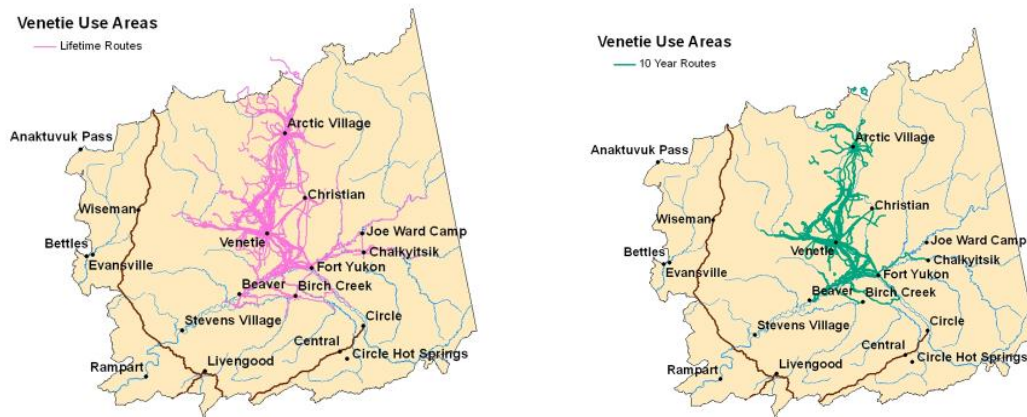 Venetie Use Areas
Lifetime Routes
Arctic Village
Anaktuvuk Pass
Christian
Wiseman
Joe Ward Camp
Venetie
Bettles
Chalkyitsik
Evansville
Fort Yukon
Beaver
Birch Creek
Stevens Village
Circle
Central
Circle Hot Springs
Livengood
Rampart
Venetie Use Areas
10 Year Routes
Arctic Village
Anaktuvuk Pass
Christian
Wiseman
Joe Ward Camp
Venetie
Bettles
Chalkyitsik
Evansville
Fort Yukon
Beaver
Birch Creek
Stevens Village
Circle
Central
Circle Hot Springs
Livengood
Rampart